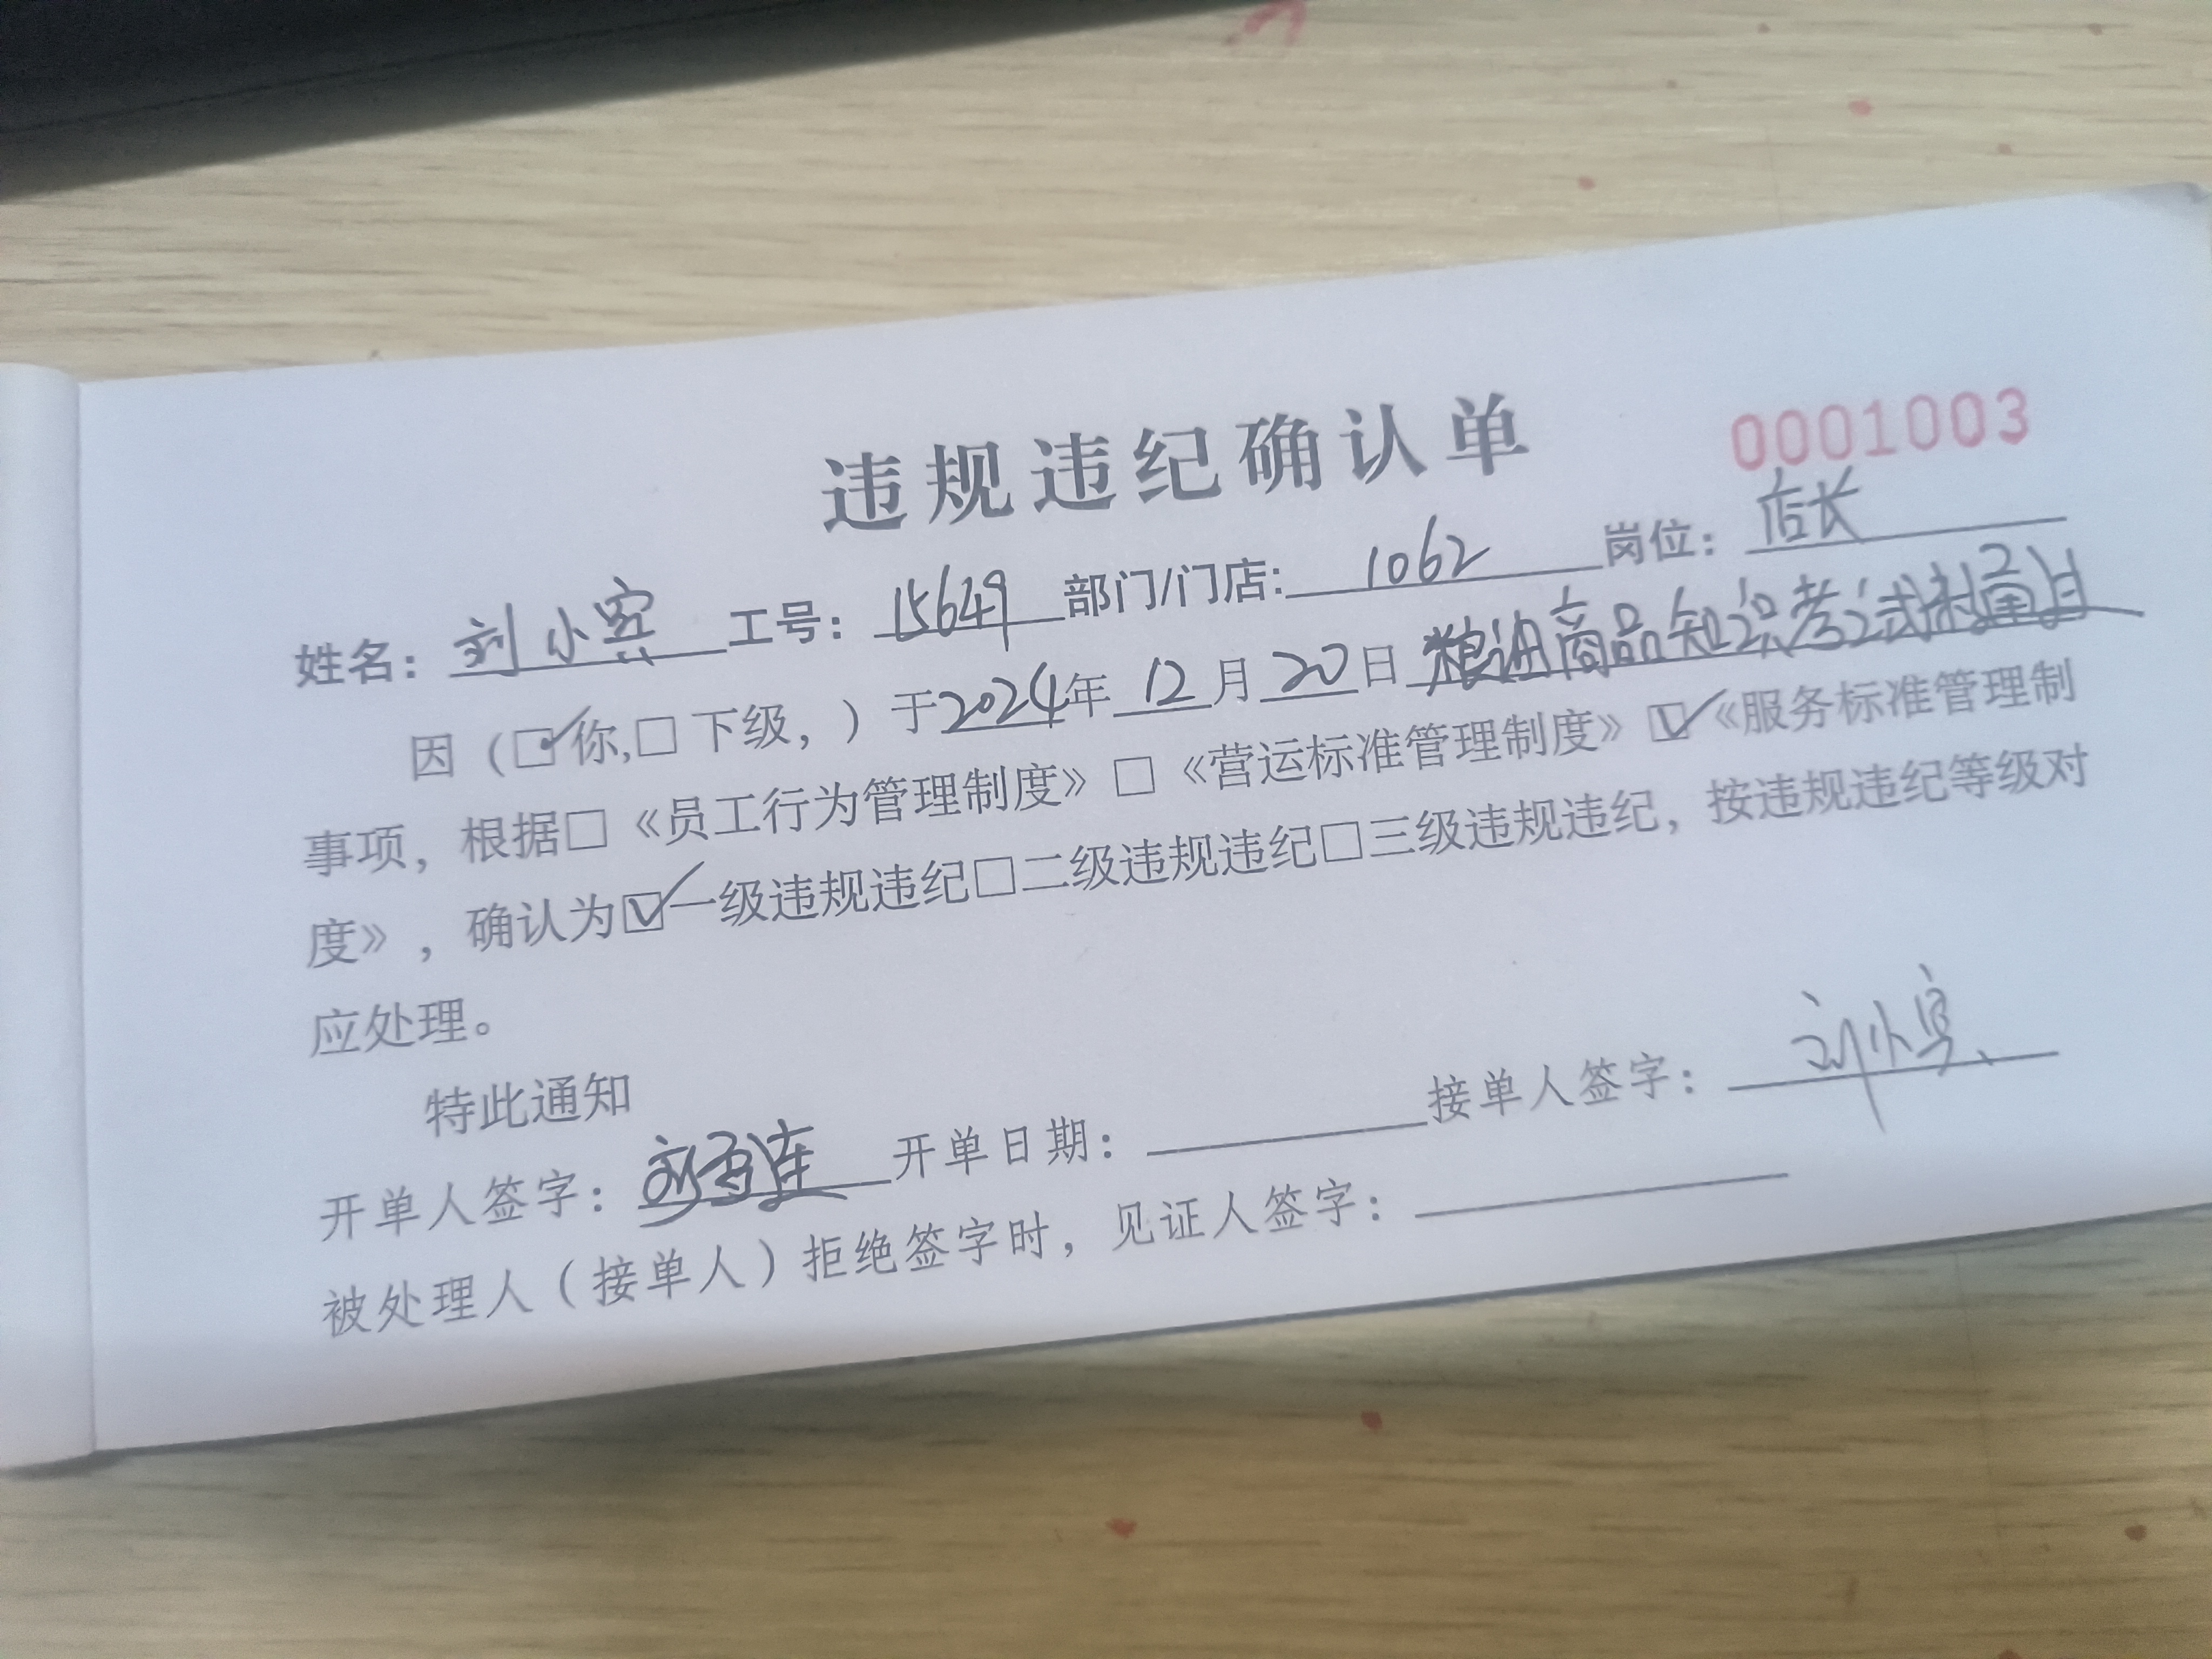 违规违纪确认单
0001003
姓名：刘小宾 工号：15649 部门/门店：1062 岗位：店长
因（☑你,□下级，）于2024年12月20日粮油商品知识考试未通过
事项，根据□《员工行为管理制度》□《营运标准管理制度》☑《服务标准管理制
度》，确认为☑一级违规违纪□二级违规违纪□三级违规违纪，按违规违纪等级对
应处理。
特此通知
开单人签字： 开单日期： 接单人签字：刘小宾
被处理人（接单人）拒绝签字时，见证人签字：